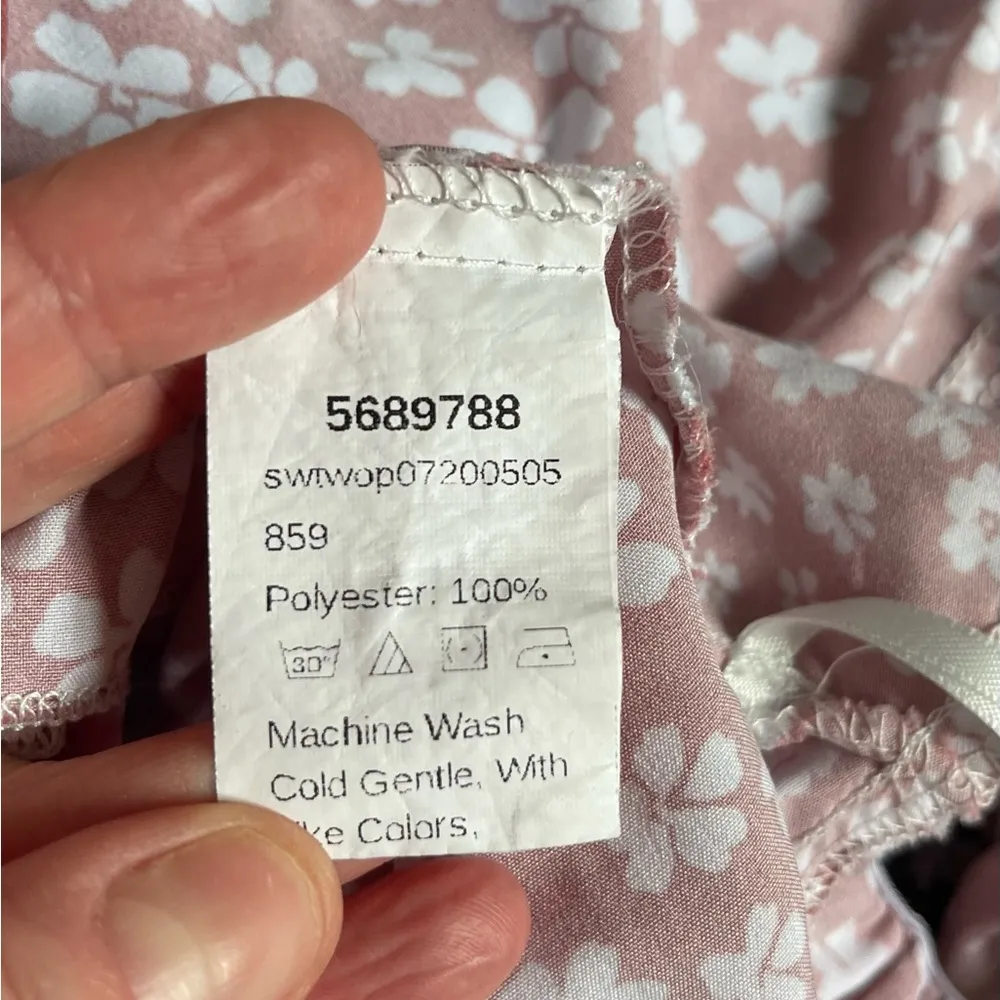 5689788
swtwop07200505
859
Polyester: 100%
30°
Machine Wash
Cold Gentle, With
Colors,